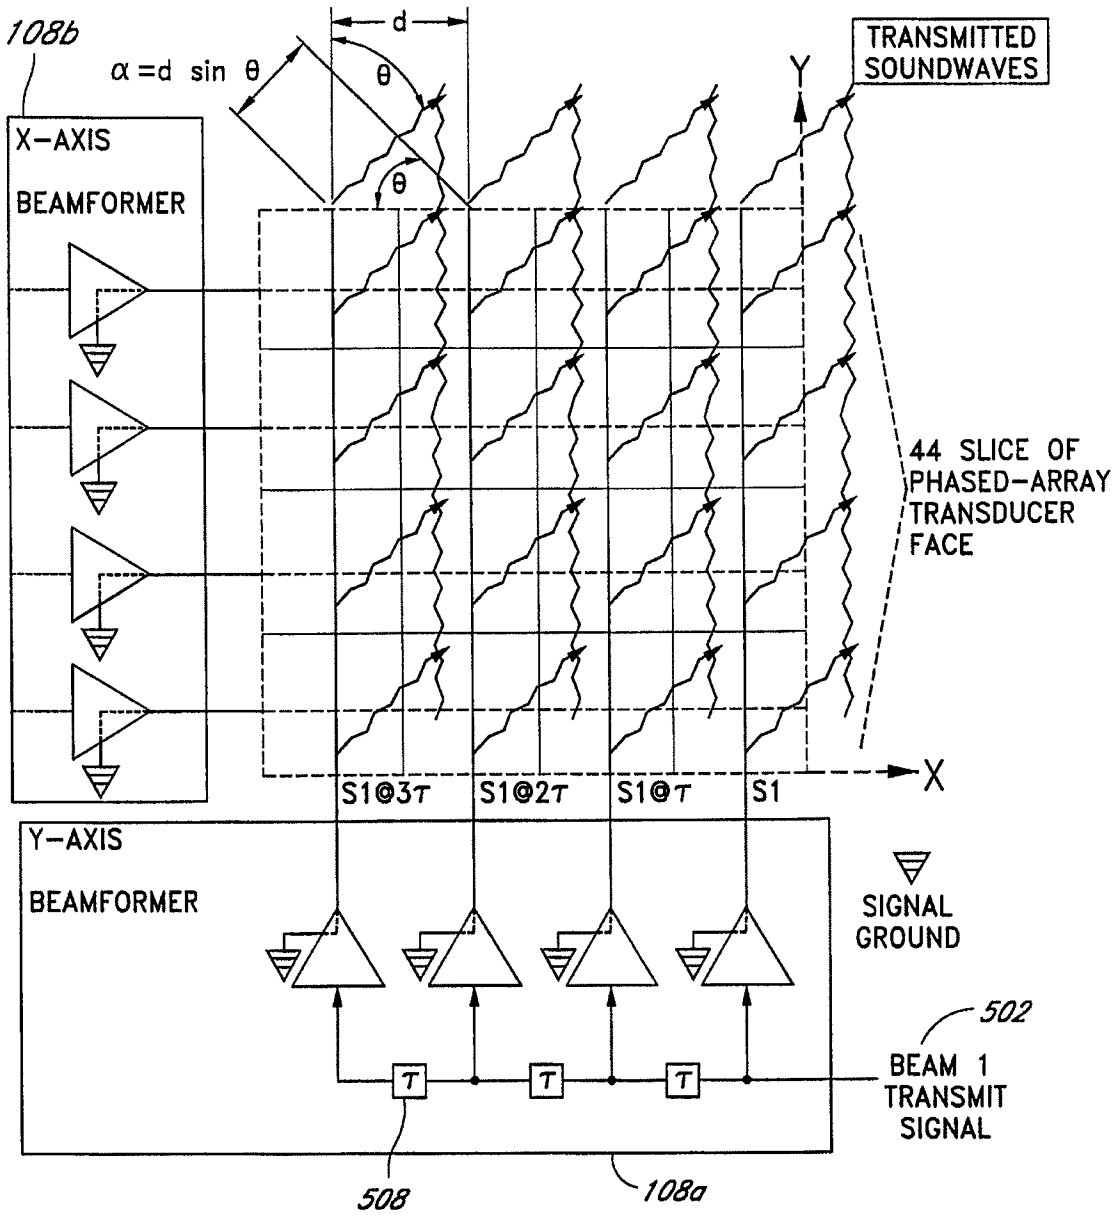 108b
d
α=d sin θ
θ
θ
Y
TRANSMITTED
SOUNDWAVES
X-AXIS
BEAMFORMER
44 SLICE OF
PHASED-ARRAY
TRANSDUCER
FACE
X
S1@3τ
S1@2τ
S1@τ
S1
Y-AXIS
BEAMFORMER
SIGNAL
GROUND
502
BEAM 1
TRANSMIT
SIGNAL
τ
τ
τ
508
108a